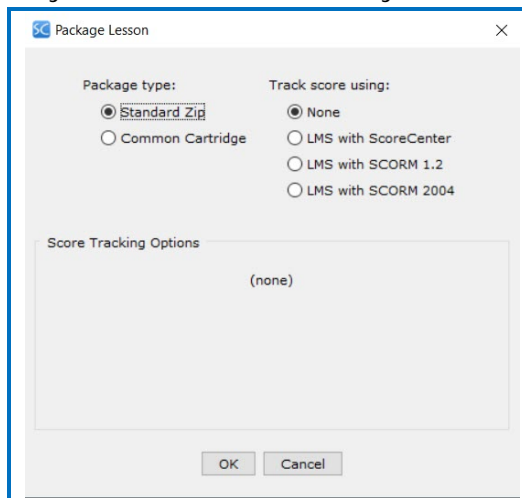 SC Package Lesson
Package type:
Standard Zip
Common Cartridge
Track score using:
None
LMS with ScoreCenter
LMS with SCORM 1.2
LMS with SCORM 2004
Score Tracking Options
(none)
OK Cancel